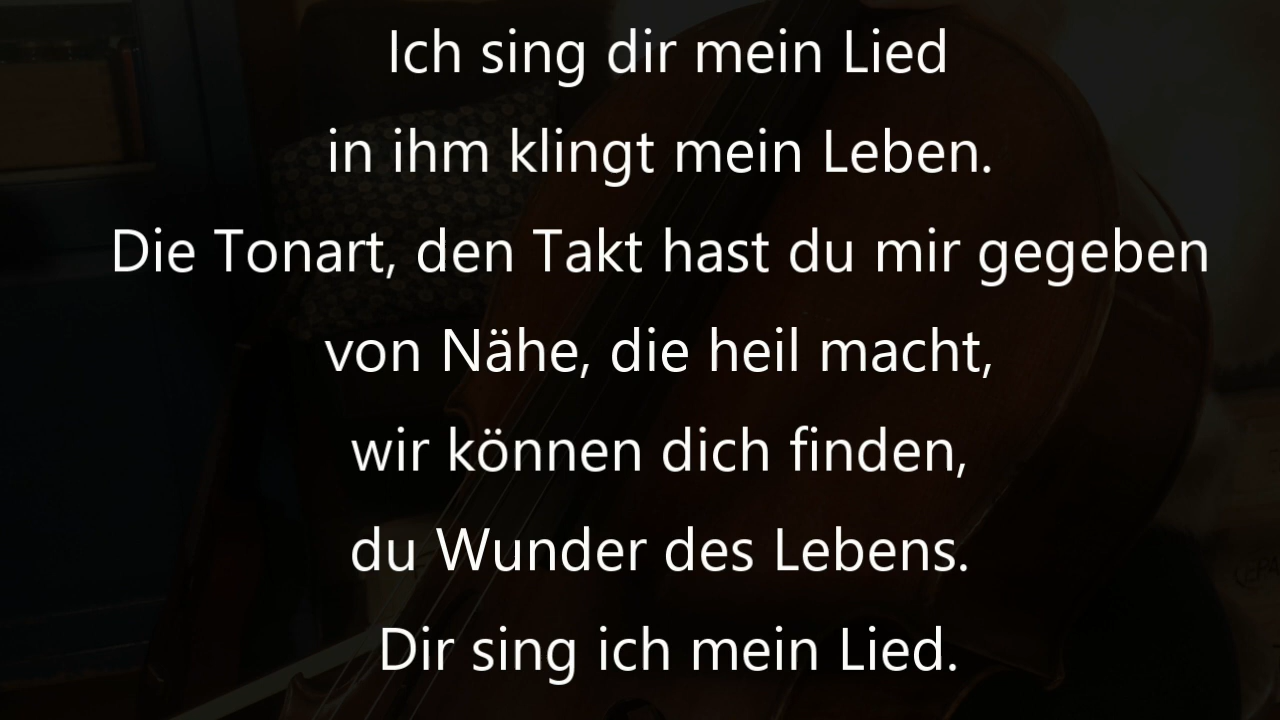 Ich sing dir mein Lied
in ihm klingt mein Leben.
Die Tonart, den Takt hast du mir gegeben
von Nähe, die heil macht,
wir können dich finden,
du Wunder des Lebens.
Dir sing ich mein Lied.